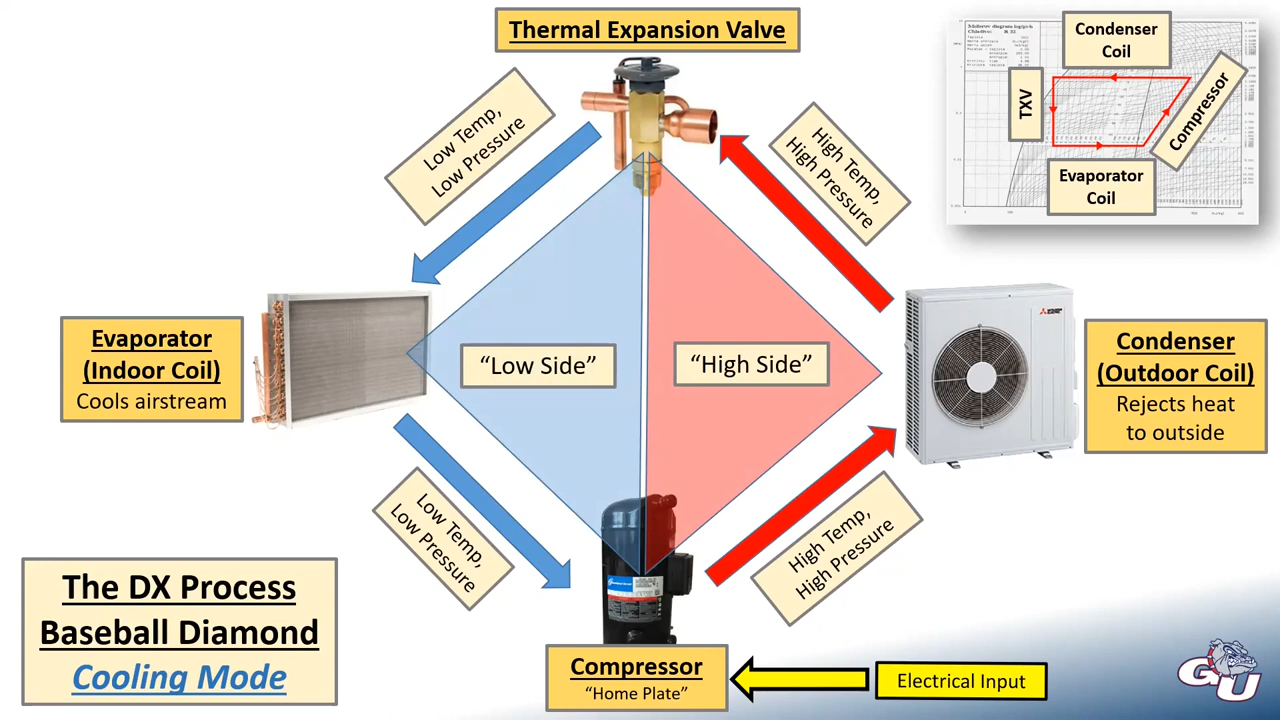 Thermal Expansion Valve
Low Temp,
Low Pressure
High Temp,
High Pressure
Condenser
Coil
TXV
Compressor
Evaporator
Coil
Evaporator
(Indoor Coil)
Cools airstream
“Low Side”
“High Side”
Condenser
(Outdoor Coil)
Rejects heat
to outside
Low Temp,
Low Pressure
High Temp,
High Pressure
The DX Process
Baseball Diamond
Cooling Mode
Compressor
“Home Plate”
Electrical Input
GU